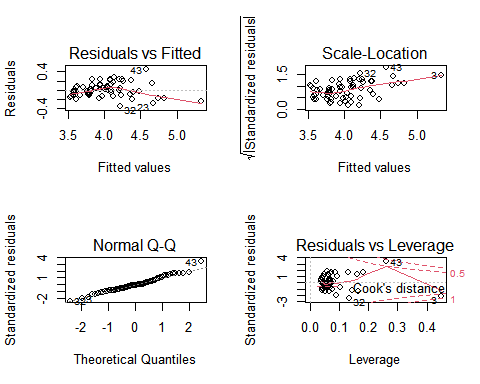 Residuals vs Fitted
Residuals
0.4
-0.4
43
32
23
3.5 4.0 4.5 5.0
Fitted values
Scale-Location
√|Standardized residuals|
1.5
0.0
43
32
3
3.5 4.0 4.5 5.0
Fitted values
Normal Q-Q
Standardized residuals
4
1
-2
43
32
-2 -1 0 1 2
Theoretical Quantiles
Residuals vs Leverage
Standardized residuals
4
1
-3
43
0.5
Cook's distance
32
3
1
0.0 0.1 0.2 0.3 0.4
Leverage